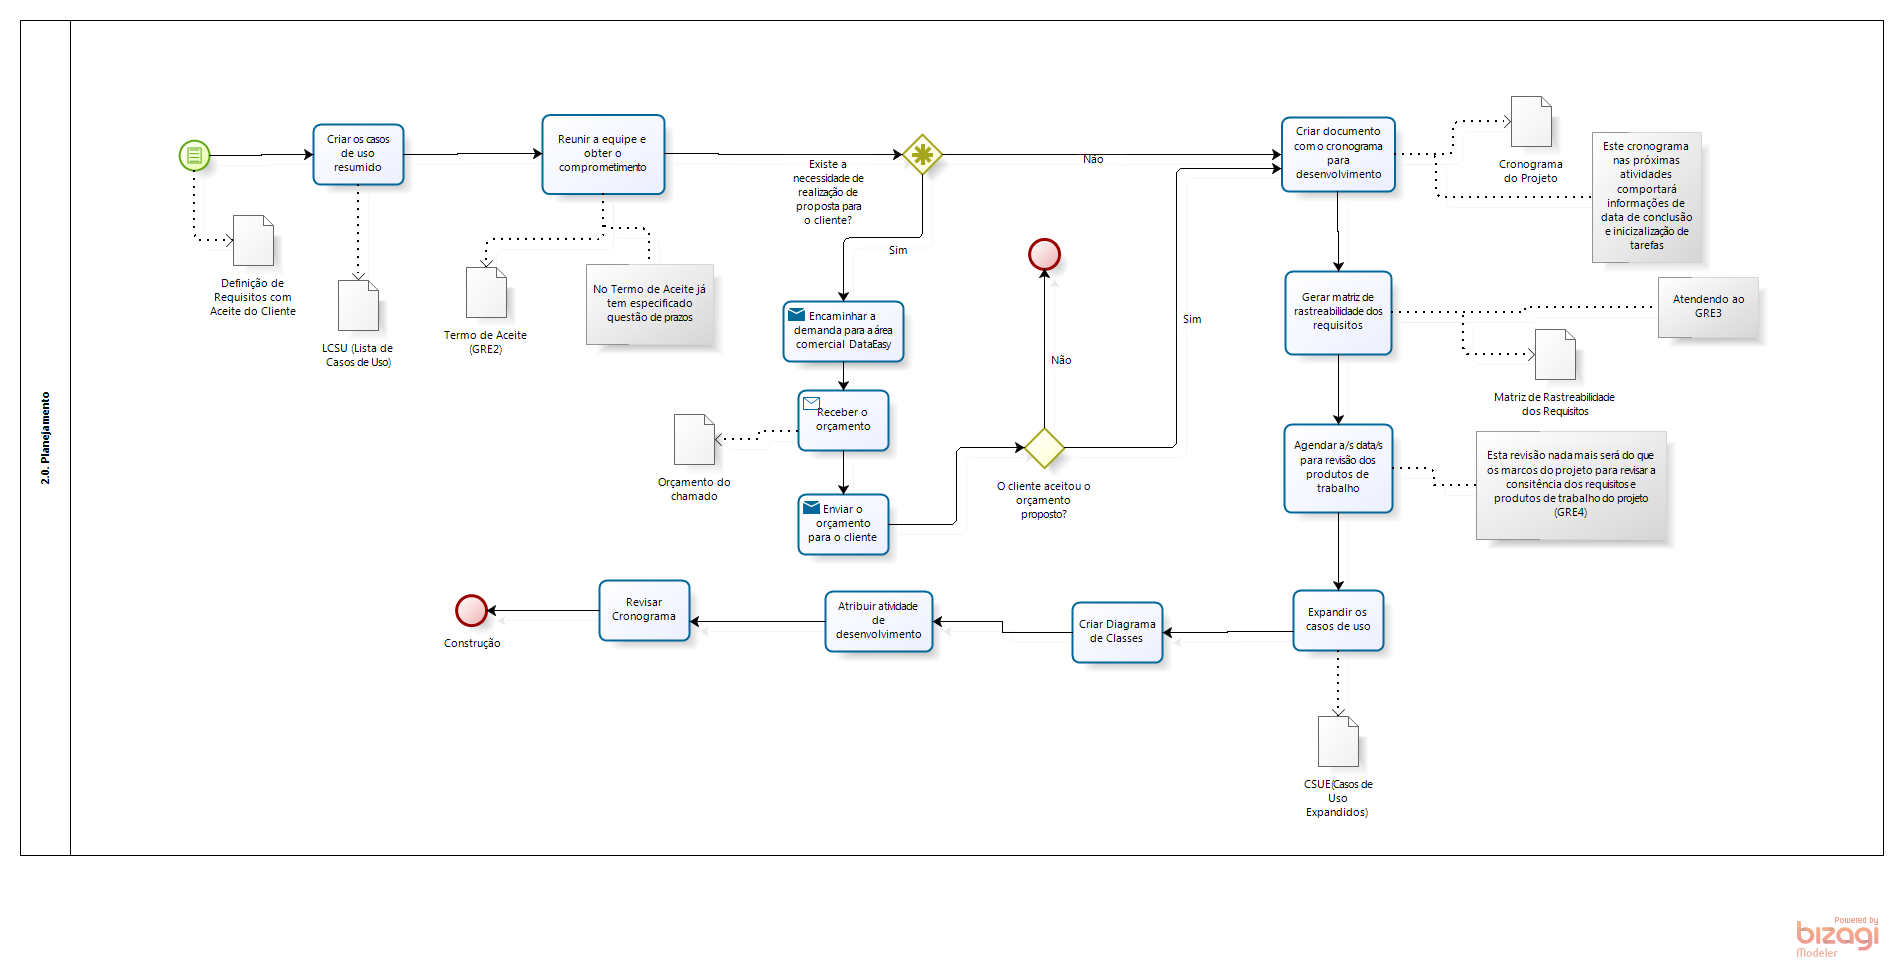 2.0. Planejamento
Definição de
Requisitos com
Aceite do Cliente
Criar os casos
de uso
resumido
LCSU (Lista de
Casos de Uso)
Reunir a equipe e
obter o
comprometimento
Termo de Aceite
(GRE2)
No Termo de Aceite já
tem especificado
questão de prazos
Existe a
necessidade de
realização de
proposta para
o cliente?
Não
Sim
Encaminhar a
demanda para a área
comercial DataEasy
Receber o
orçamento
Orçamento do
chamado
Enviar o
orçamento
para o cliente
O cliente aceitou o
orçamento
proposto?
Não
Sim
Criar documento
com o cronograma
para
desenvolvimento
Cronograma
do Projeto
Este cronograma
nas próximas
atividades
comportará
informações de
data de conclusão
e inicizalização de
tarefas
Gerar matriz de
rastreabilidade dos
requisitos
Atendendo ao
GRE3
Matriz de Rastreabilidade
dos Requisitos
Agendar a/s data/s
para revisão dos
produtos de
trabalho
Esta revisão nada mais será do que
os marcos do projeto para revisar a
consitência dos requisitos e
produtos de trabalho do projeto
(GRE4)
Expandir os
casos de uso
CSUE(Casos de
Uso
Expandidos)
Criar Diagrama
de Classes
Atribuir atividade
de
desenvolvimento
Revisar
Cronograma
Construção
Powered by
bizagi
Modeler